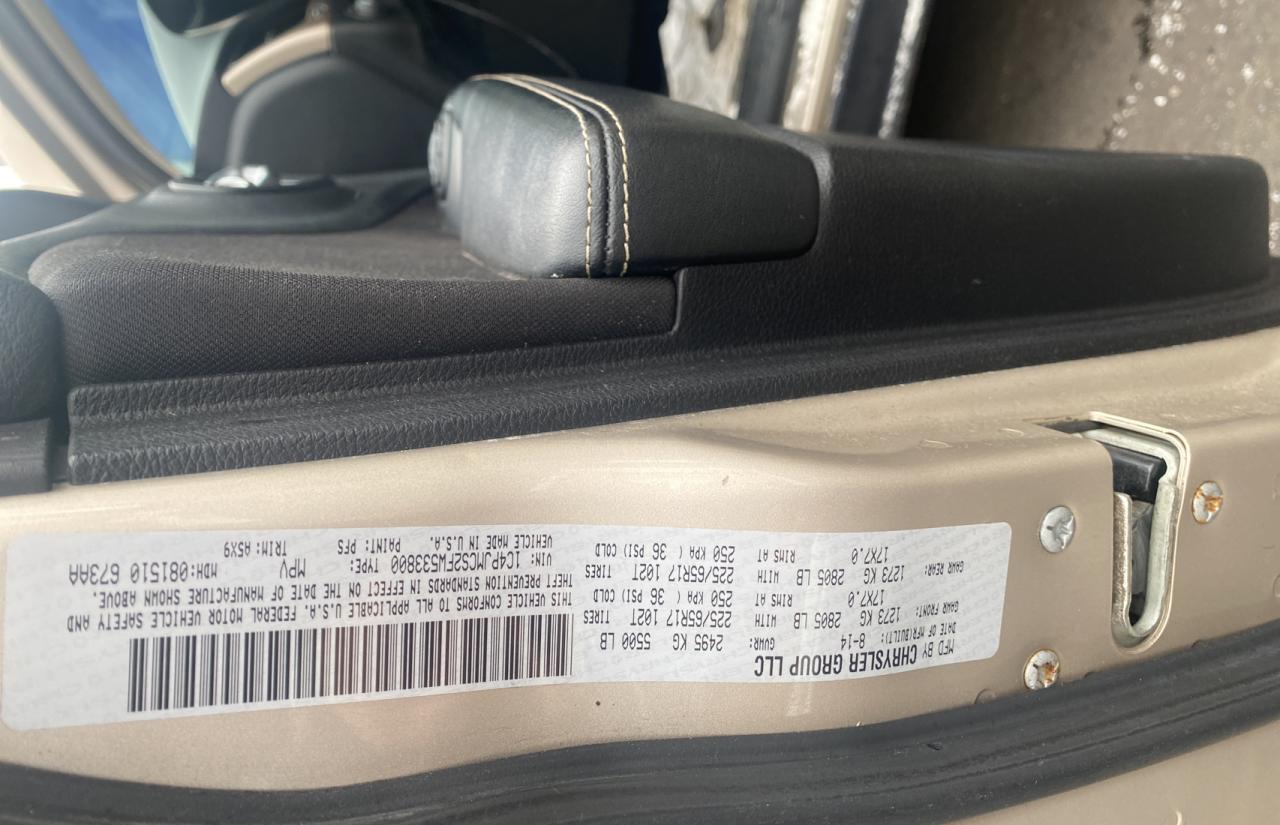 MFD BY CHRYSLER GROUP LLC
DATE OF MFR(BUILT): 8-14 GVWR: 2495 KG 5500 LB
GAWR FRONT: WITH TIRES
1273 KG 2805 LB 225/65R17 102T
RIMS AT
17X7.0 250 KPA ( 36 PSI) COLD
GAWR REAR: WITH TIRES
1273 KG 2805 LB 225/65R17 102T
RIMS AT
17X7.0 250 KPA ( 36 PSI) COLD
THIS VEHICLE CONFORMS TO ALL APPLICABLE U.S.A. FEDERAL MOTOR VEHICLE SAFETY AND
THEFT PREVENTION STANDARDS IN EFFECT ON THE DATE OF MANUFACTURE SHOWN ABOVE.
VIN: 1C4PJMCS2FW533800 TYPE: MPV MDH: 081510 673AA
VEHICLE MADE IN U.S.A. PAINT: PFS TRIM: A5X9